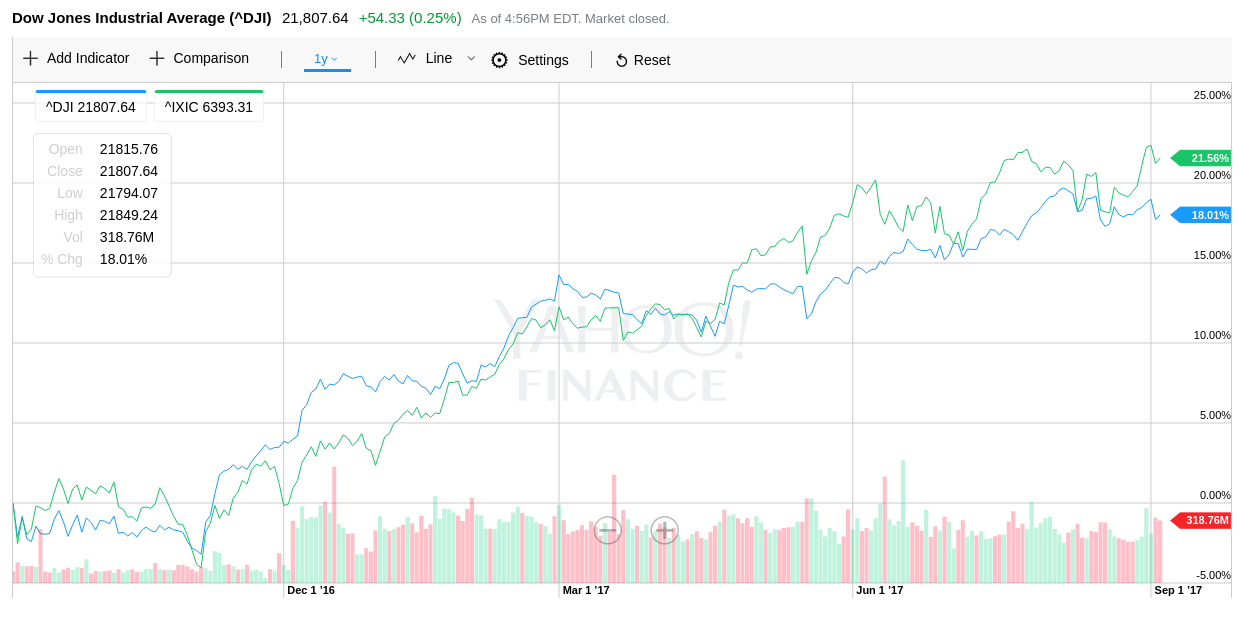 Dow Jones Industrial Average (^DJI) 21,807.64 +54.33 (0.25%) As of 4:56PM EDT. Market closed.
Add Indicator Comparison 1y Line Settings Reset
^DJI 21807.64 ^IXIC 6393.31
Open 21815.76
Close 21807.64
Low 21794.07
High 21849.24
Vol 318.76M
% Chg 18.01%
25.00%
21.56%
20.00%
18.01%
15.00%
10.00%
5.00%
0.00%
318.76M
-5.00%
YAHOO!
FINANCE
Dec 1 '16 Mar 1 '17 Jun 1 '17 Sep 1 '17